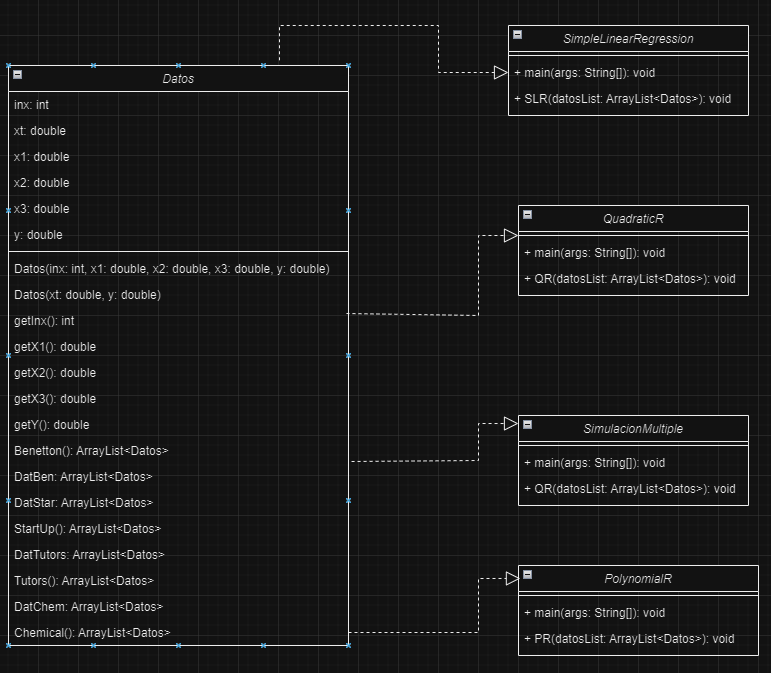 Datos
inx: int
xt: double
x1: double
x2: double
x3: double
y: double
Datos(inx: int, x1: double, x2: double, x3: double, y: double)
Datos(xt: double, y: double)
getInx(): int
getX1(): double
getX2(): double
getX3(): double
getY(): double
Benetton(): ArrayList<Datos>
DatBen: ArrayList<Datos>
DatStar: ArrayList<Datos>
StartUp(): ArrayList<Datos>
DatTutors: ArrayList<Datos>
Tutors(): ArrayList<Datos>
DatChem: ArrayList<Datos>
Chemical(): ArrayList<Datos>
SimpleLinearRegression
+ main(args: String[]): void
+ SLR(datosList: ArrayList<Datos>): void
QuadraticR
+ main(args: String[]): void
+ QR(datosList: ArrayList<Datos>): void
SimulacionMultiple
+ main(args: String[]): void
+ QR(datosList: ArrayList<Datos>): void
PolynomialR
+ main(args: String[]): void
+ PR(datosList: ArrayList<Datos>): void